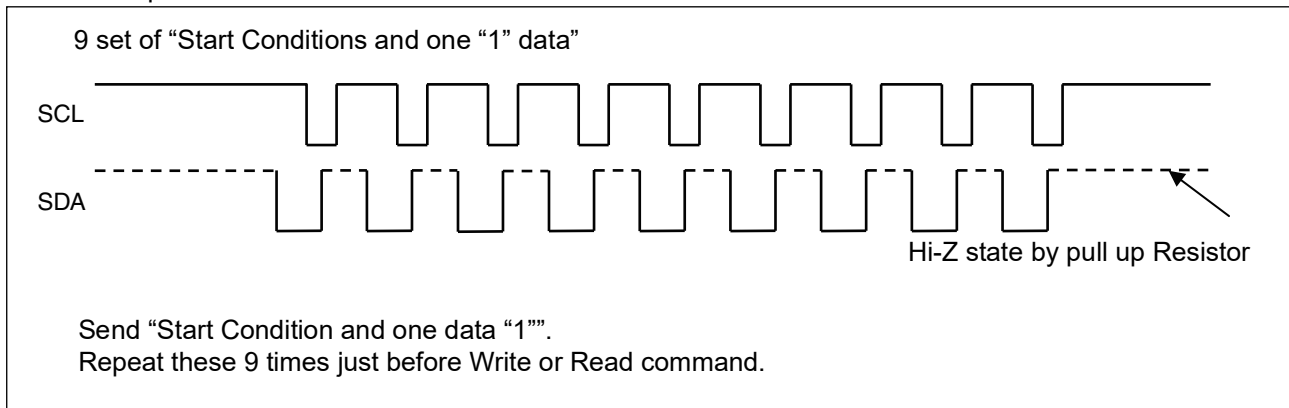 9 set of “Start Conditions and one “1” data”
SCL
SDA
Hi-Z state by pull up Resistor
Send “Start Condition and one data “1””.
Repeat these 9 times just before Write or Read command.